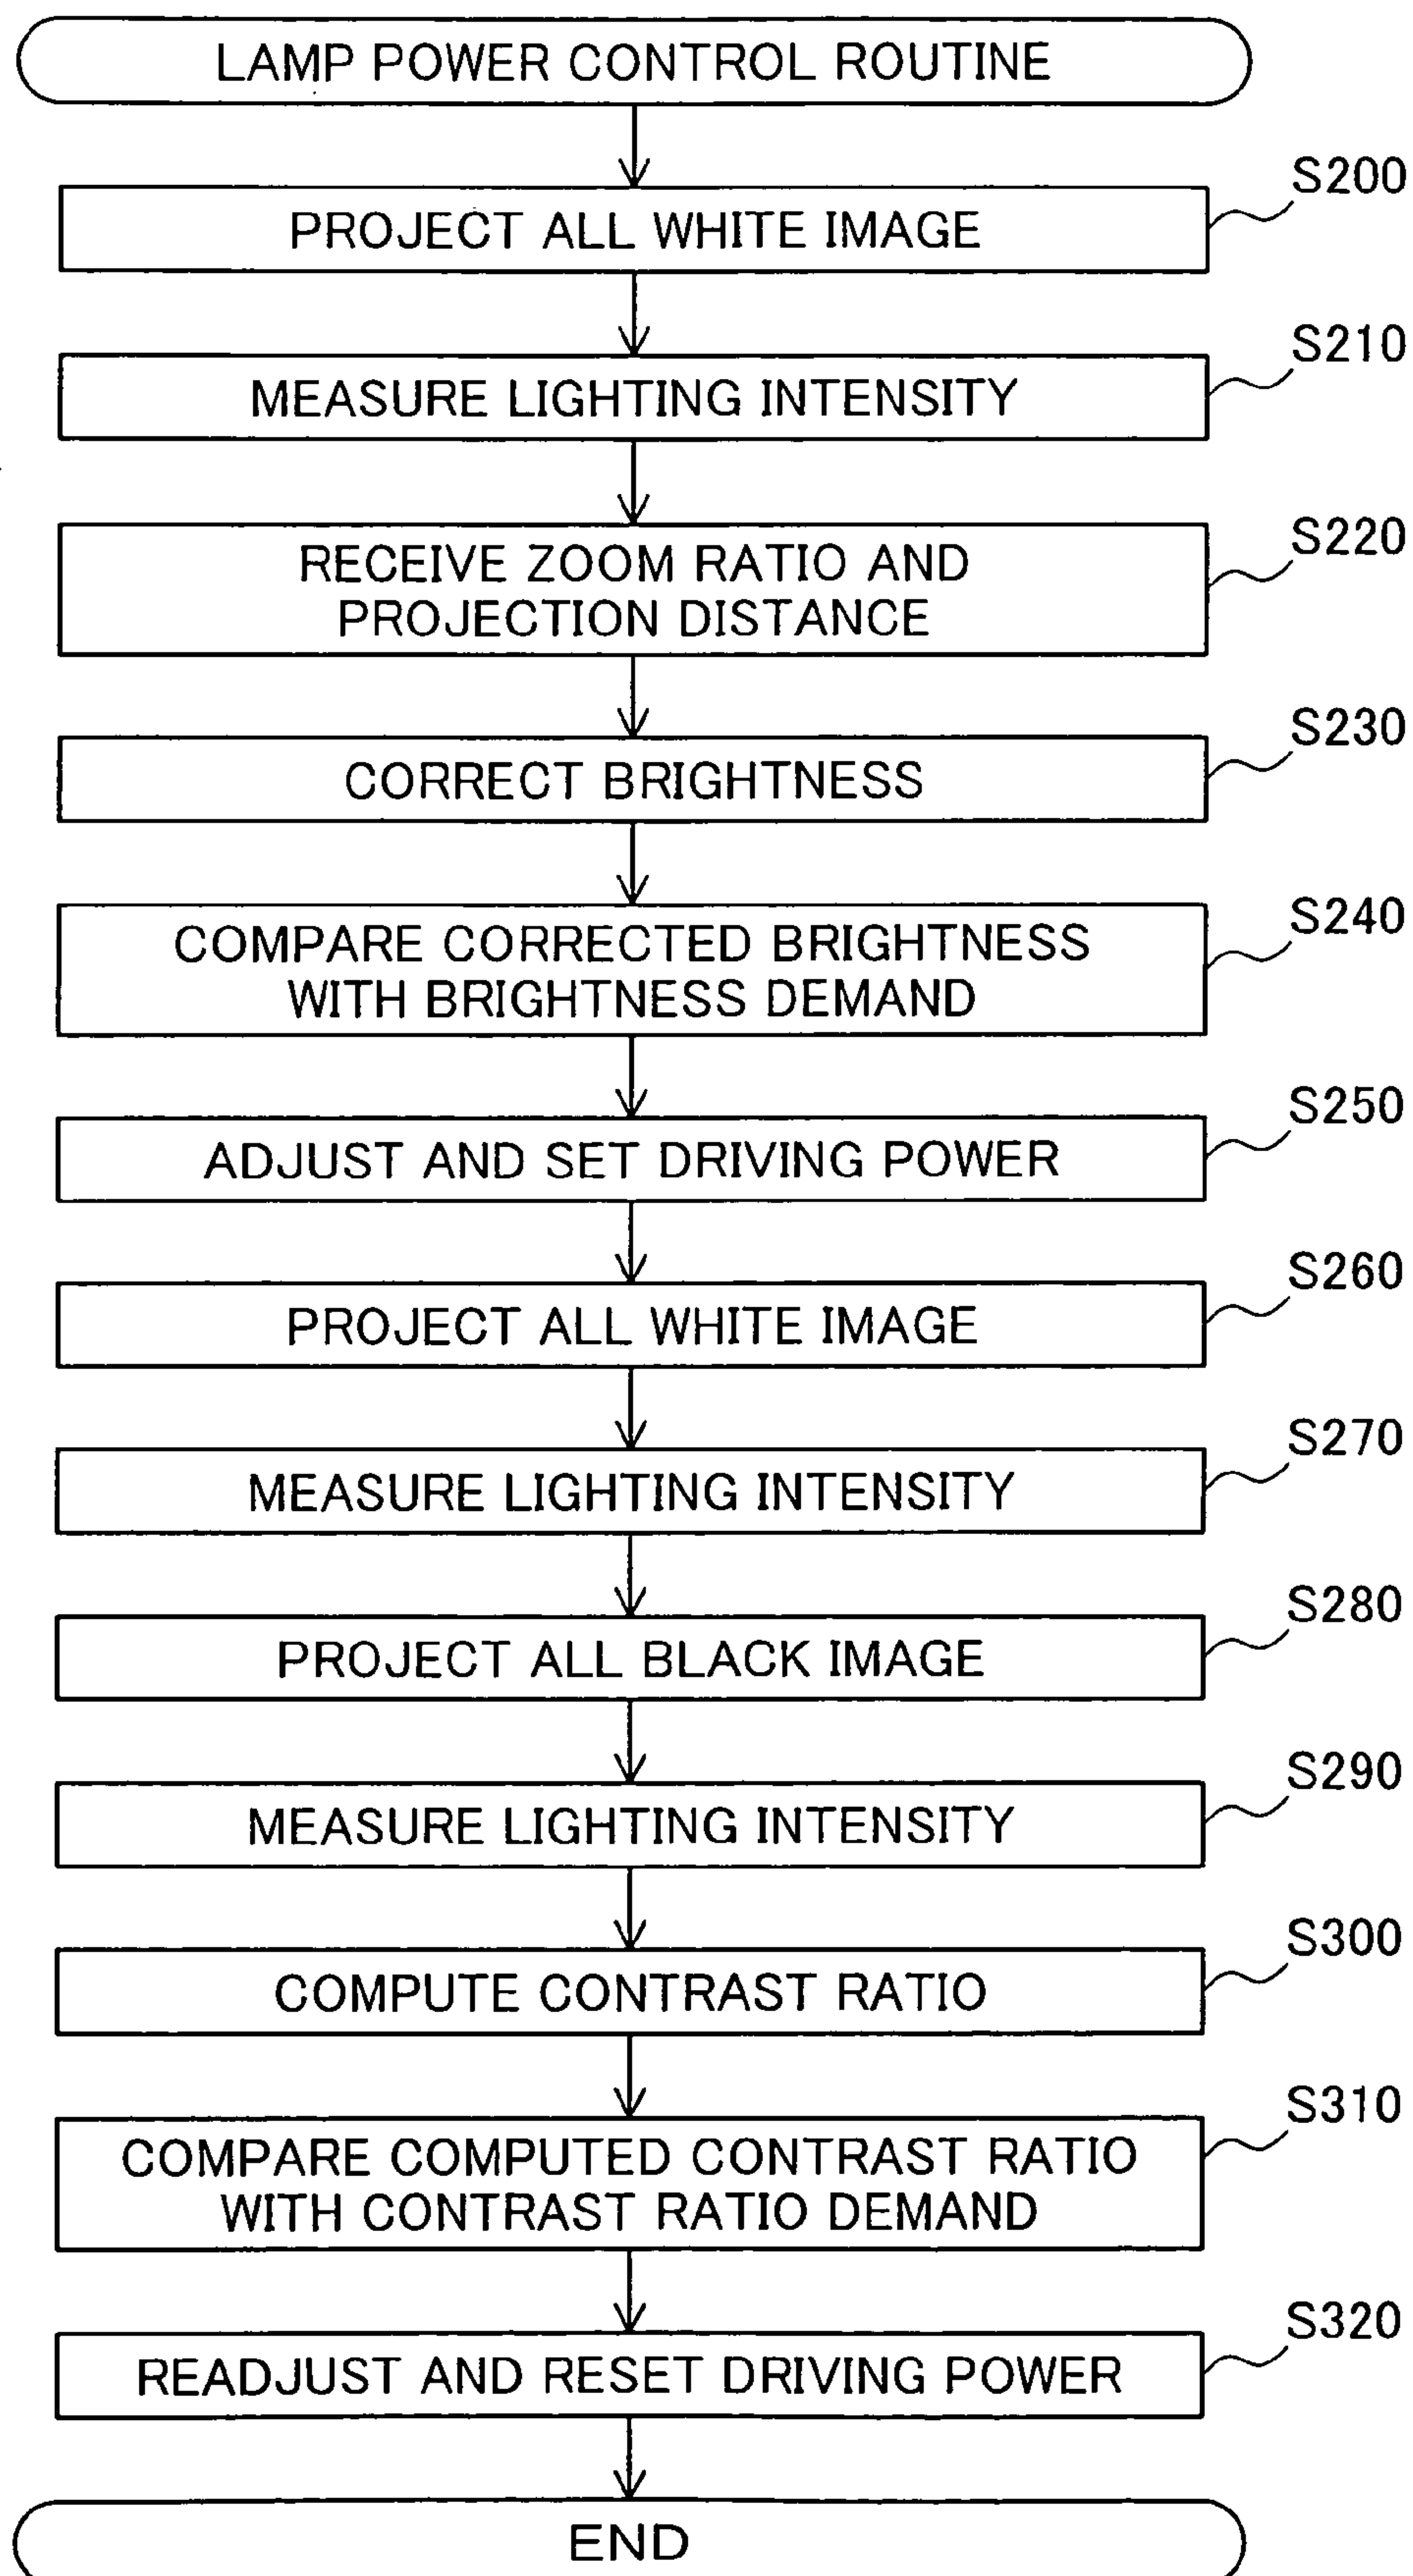 LAMP POWER CONTROL ROUTINE
S200
PROJECT ALL WHITE IMAGE
S210
MEASURE LIGHTING INTENSITY
S220
RECEIVE ZOOM RATIO AND
PROJECTION DISTANCE
S230
CORRECT BRIGHTNESS
S240
COMPARE CORRECTED BRIGHTNESS
WITH BRIGHTNESS DEMAND
S250
ADJUST AND SET DRIVING POWER
S260
PROJECT ALL WHITE IMAGE
S270
MEASURE LIGHTING INTENSITY
S280
PROJECT ALL BLACK IMAGE
S290
MEASURE LIGHTING INTENSITY
S300
COMPUTE CONTRAST RATIO
S310
COMPARE COMPUTED CONTRAST RATIO
WITH CONTRAST RATIO DEMAND
S320
READJUST AND RESET DRIVING POWER
END